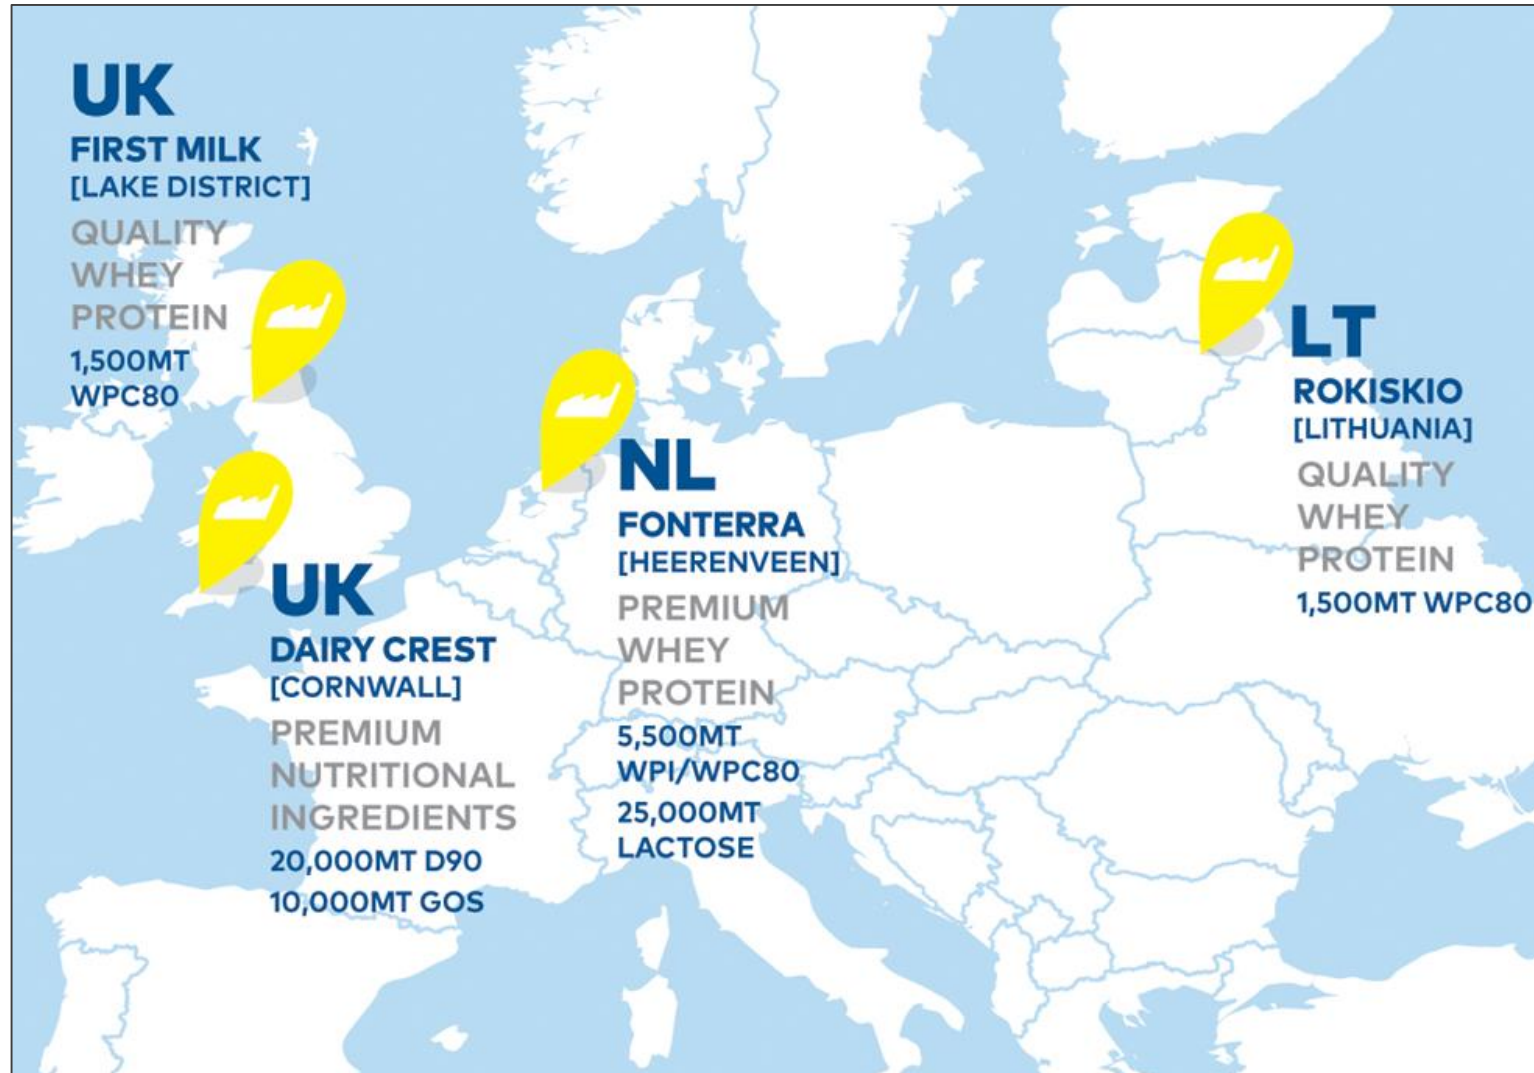 UK
FIRST MILK
[LAKE DISTRICT]
QUALITY
WHEY
PROTEIN
1,500MT
WPC80
UK
DAIRY CREST
[CORNWALL]
PREMIUM
NUTRITIONAL
INGREDIENTS
20,000MT D90
10,000MT GOS
NL
FONTERRA
[HEERENVEEN]
PREMIUM
WHEY
PROTEIN
5,500MT
WPI/WPC80
25,000MT
LACTOSE
LT
ROKISKIO
[LITHUANIA]
QUALITY
WHEY
PROTEIN
1,500MT WPC80